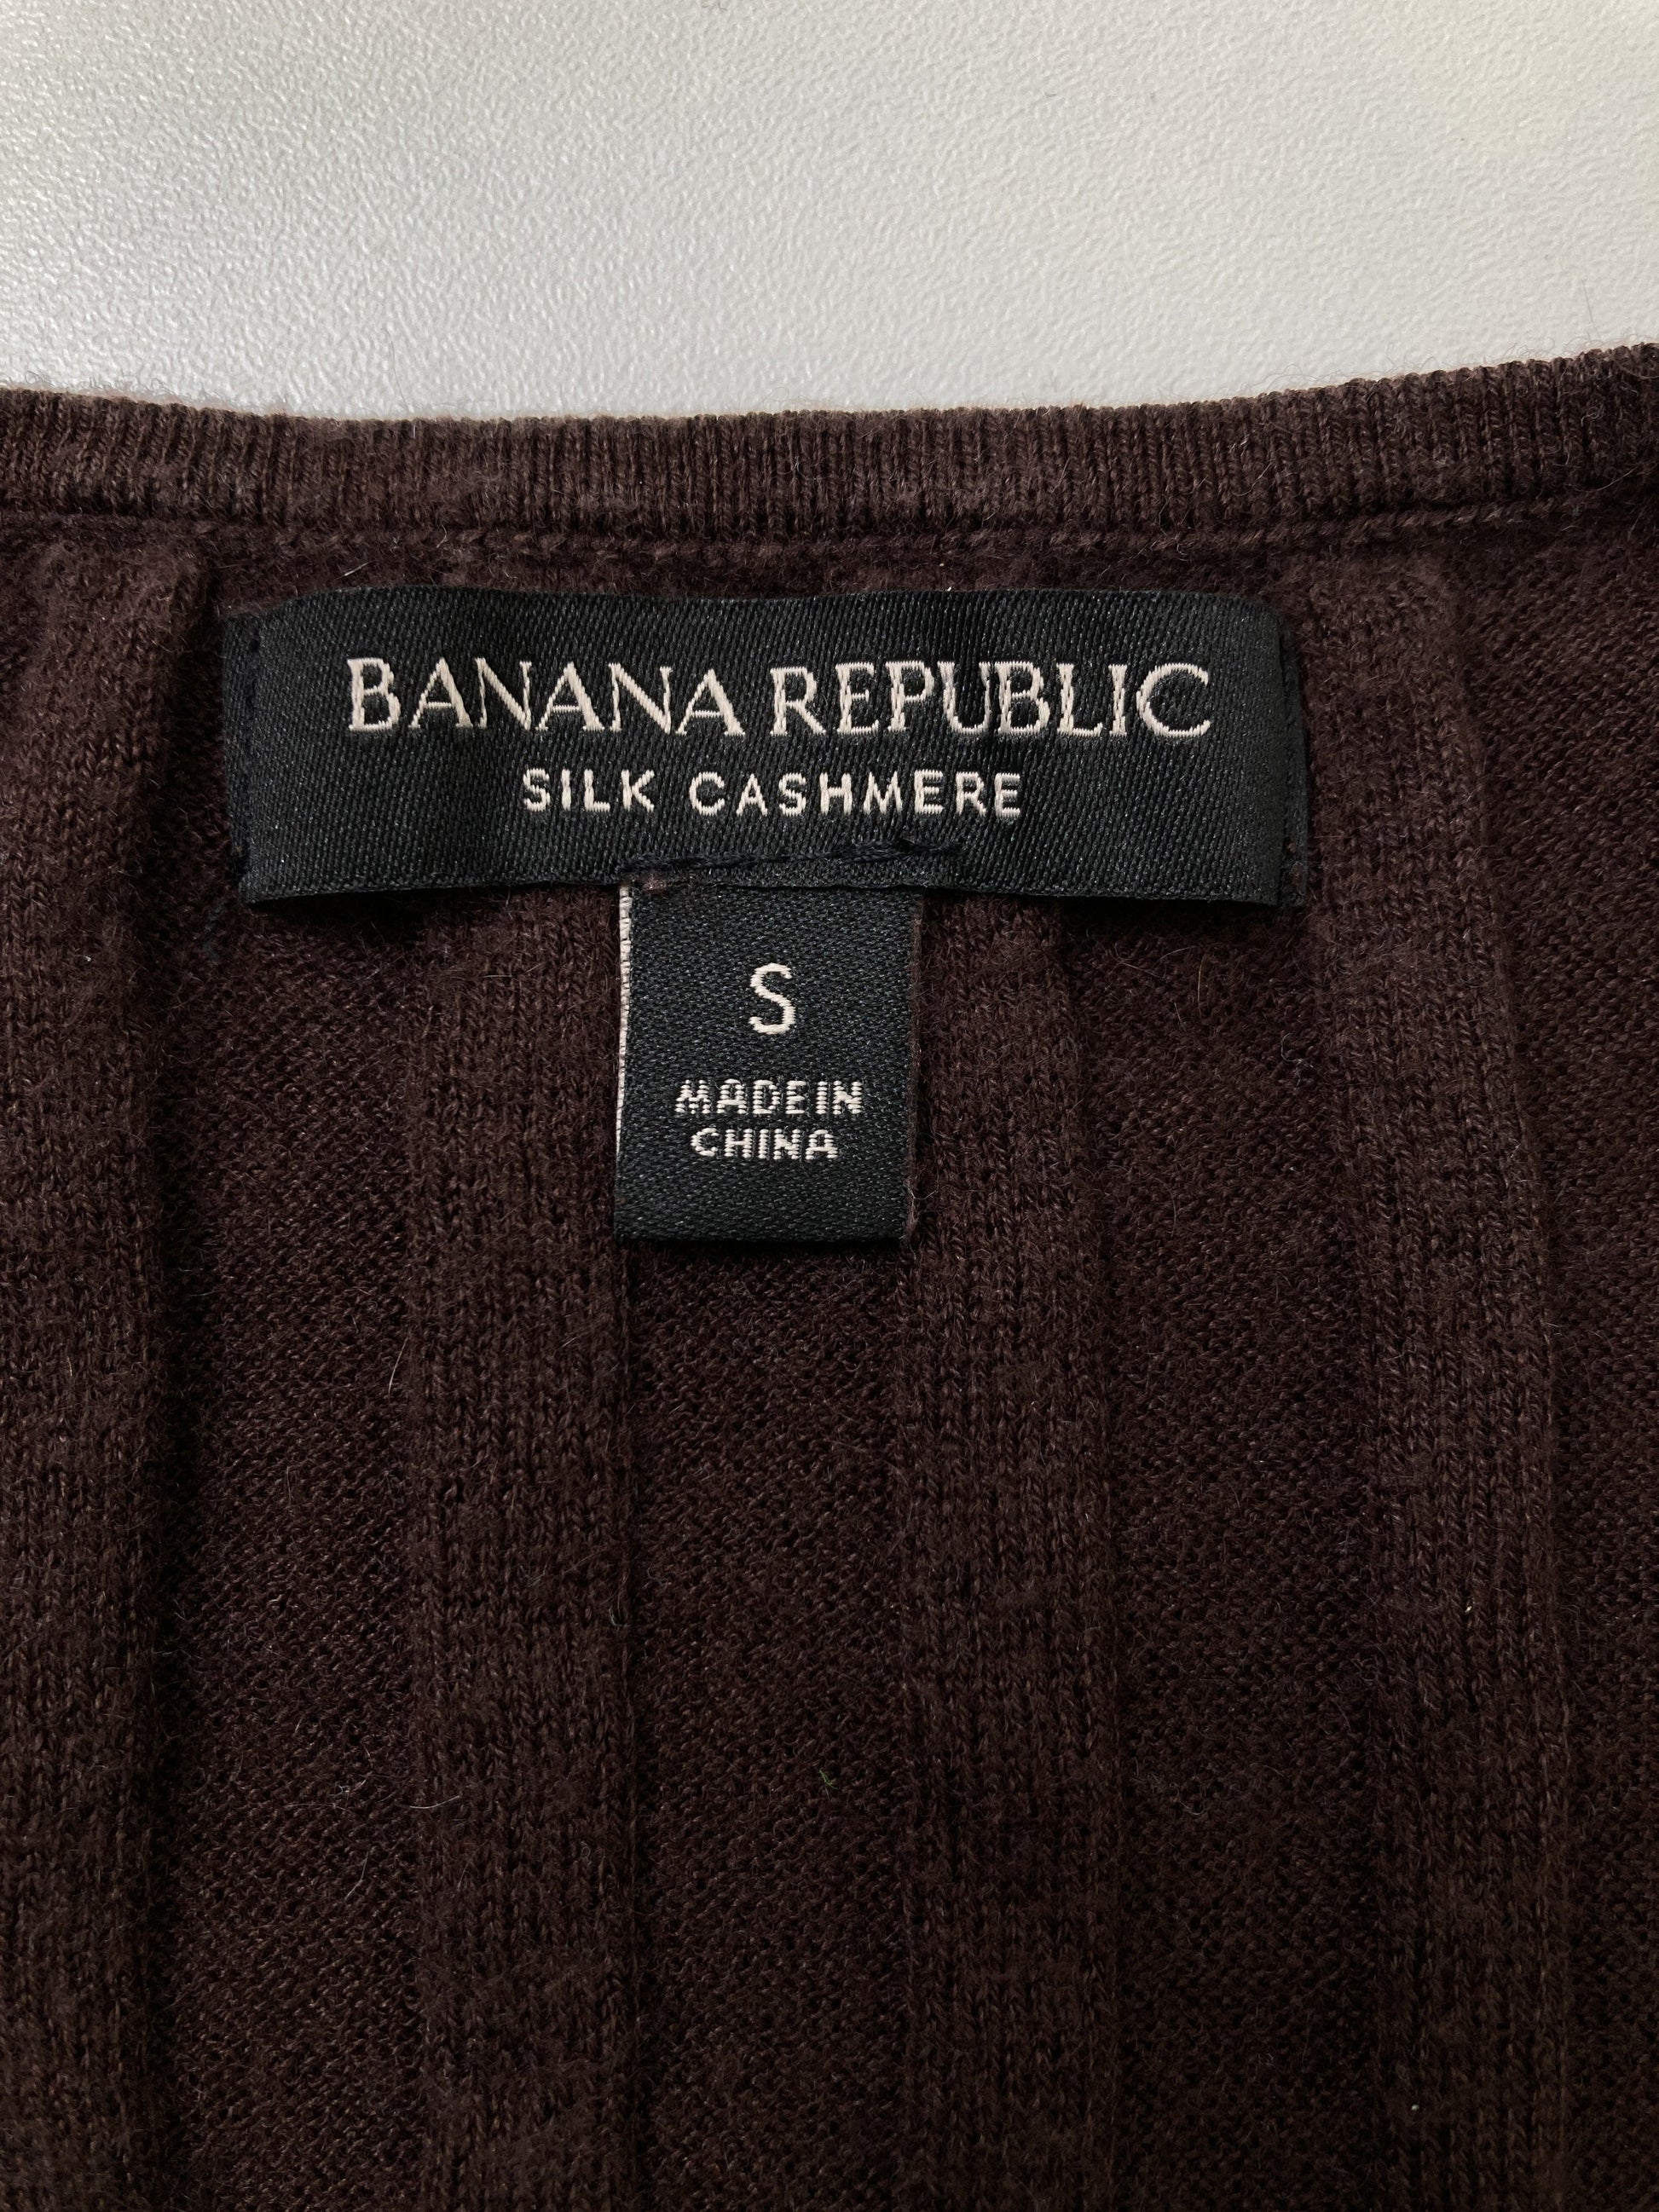 BANANA REPUBLIC
SILK CASHMERE
S
MADE IN
CHINA